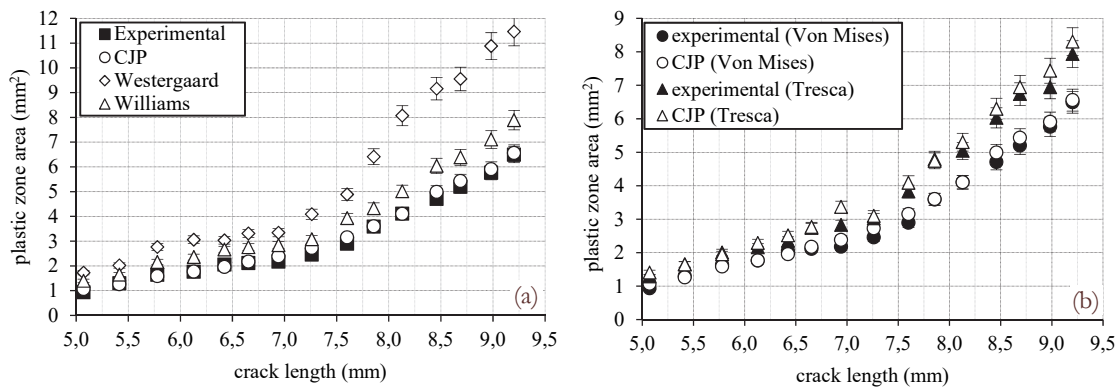 12
11
10
9
8
7
6
5
4
3
2
1
0
plastic zone area (mm²)
Experimental
CJP
Westergaard
Williams
(a)
5,0 5,5 6,0 6,5 7,0 7,5 8,0 8,5 9,0 9,5
crack length (mm)
9
8
7
6
5
4
3
2
1
0
plastic zone area (mm²)
experimental (Von Mises)
CJP (Von Mises)
experimental (Tresca)
CJP (Tresca)
(b)
5,0 5,5 6,0 6,5 7,0 7,5 8,0 8,5 9,0 9,5
crack length (mm)